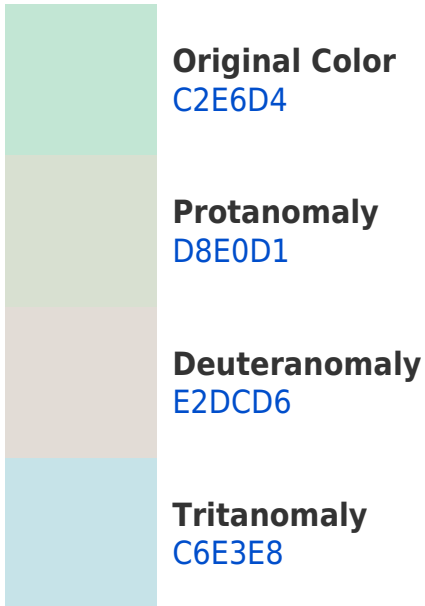 Original Color
C2E6D4
Protanomaly
D8E0D1
Deuteranomaly
E2DCD6
Tritanomaly
C6E3E8